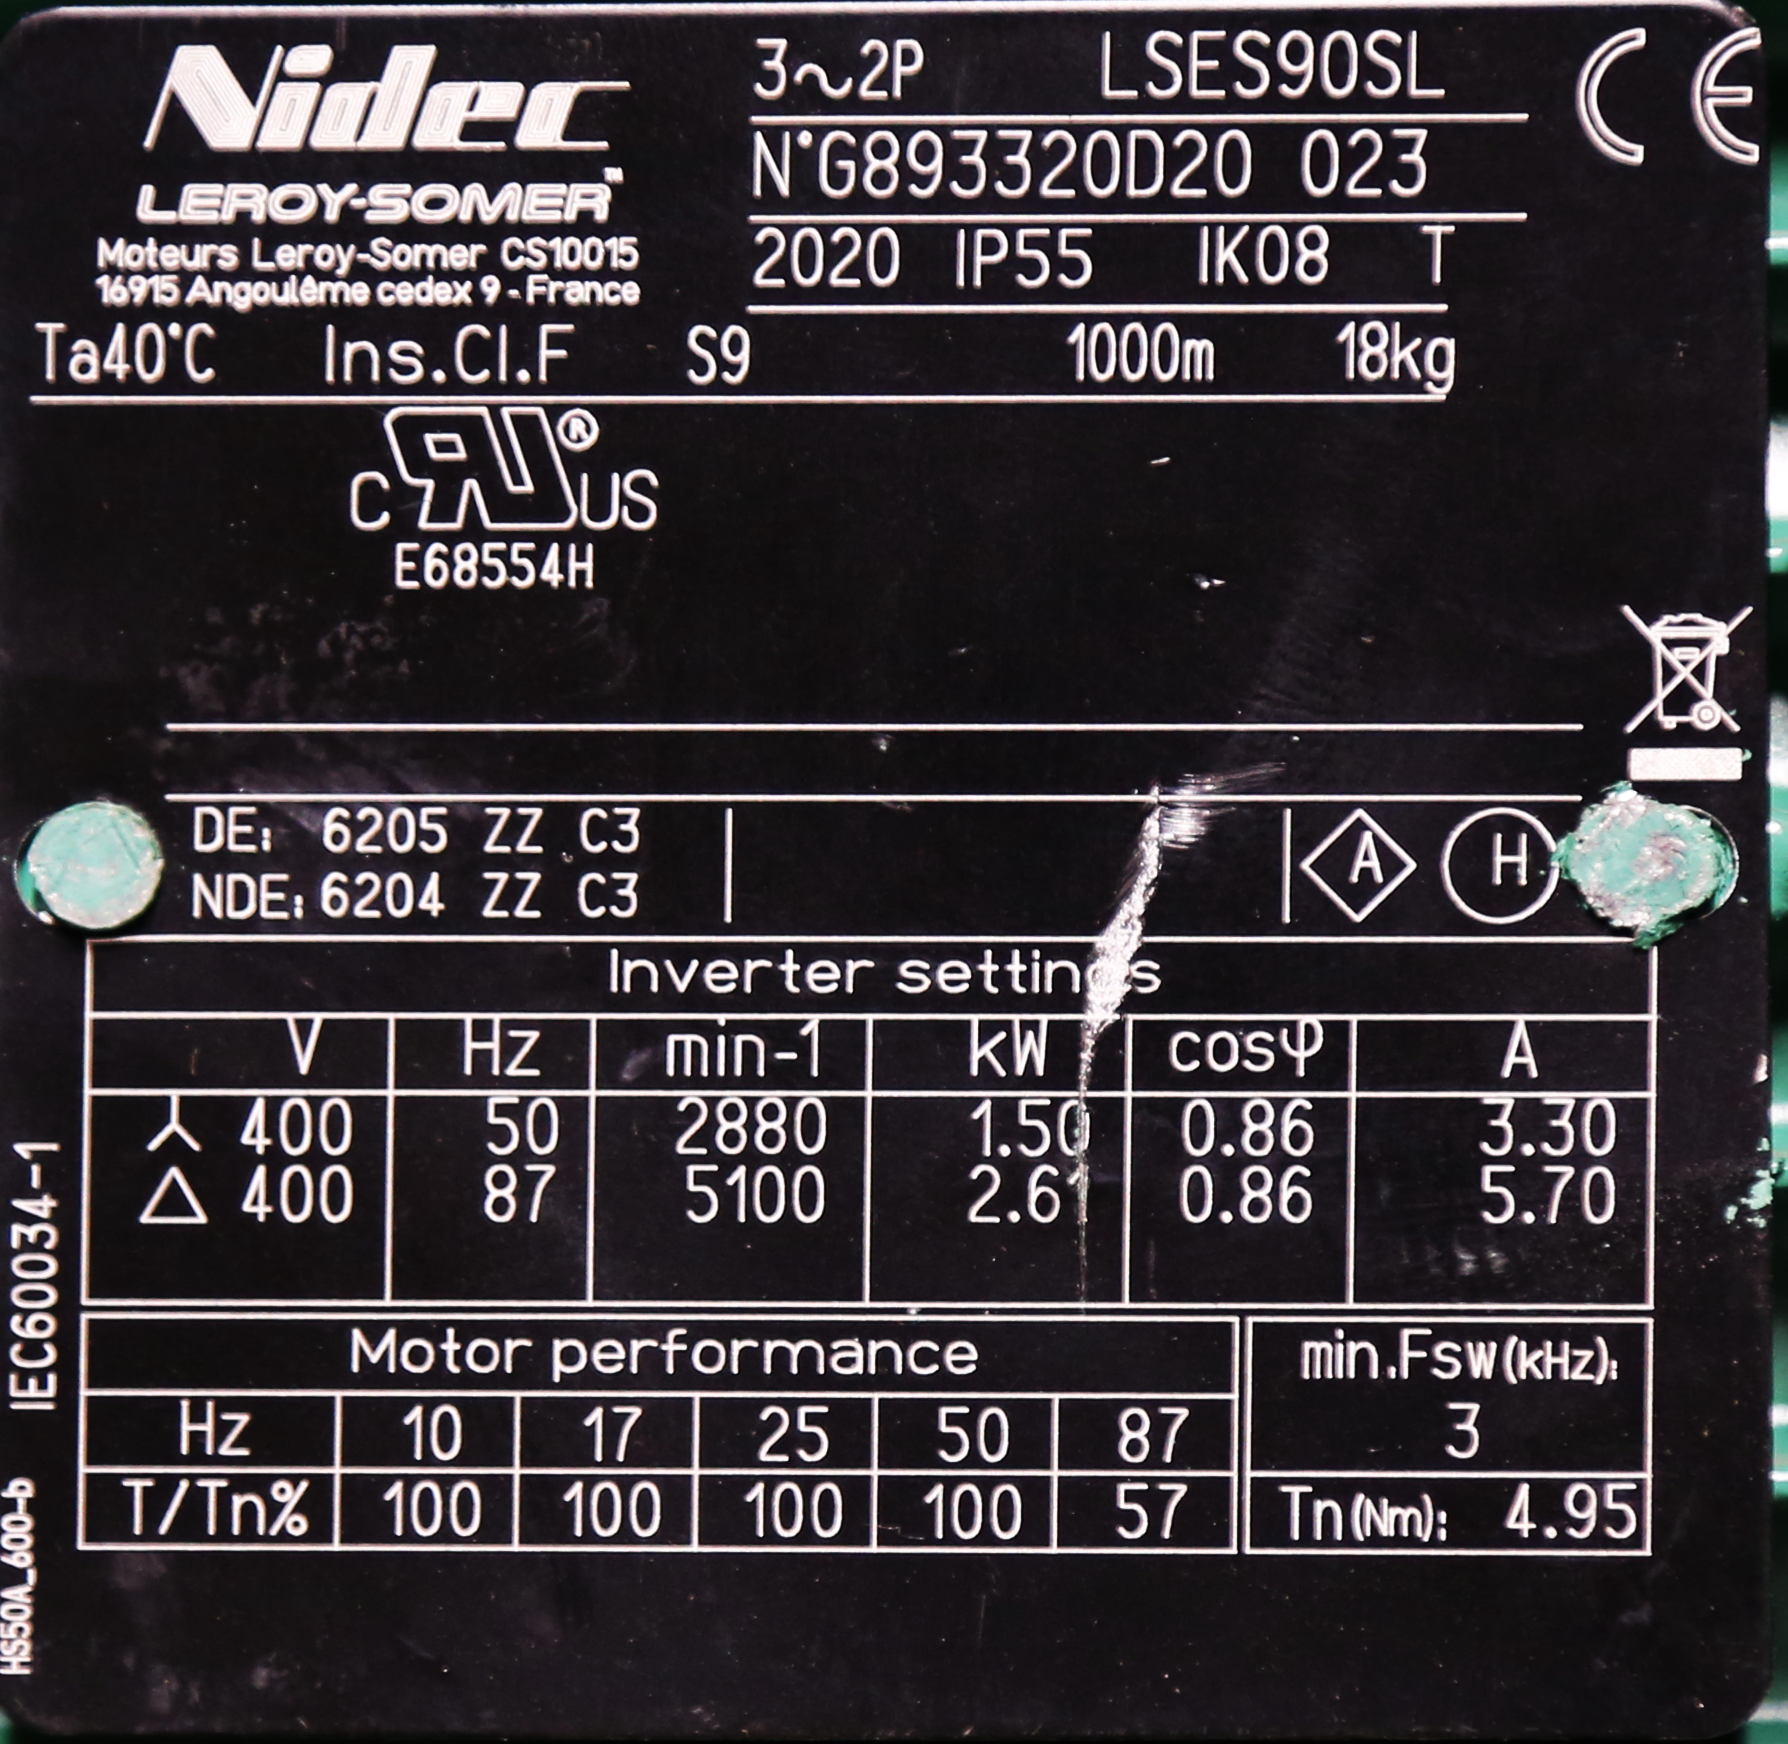 Nidec
LEROY-SOMER™
Moteurs Leroy-Somer CS10015
16915 Angoulême cedex 9 - France
3~2P LSES90SL
N°G893320D20 023
2020 IP55 IK08 T
CE
Ta40°C Ins.Cl.F S9 1000m 18kg
C RU® US
E68554H
DE: 6205 ZZ C3
NDE: 6204 ZZ C3
A H
Inverter settings
V Hz min-1 kW cosφ A
400 50 2880 1.50 0.86 3.30
△ 400 87 5100 2.61 0.86 5.70
Motor performance
Hz 10 17 25 50 87
T/Tn% 100 100 100 100 57
min.Fsw(kHz):
3
Tn(Nm): 4.95
IEC60034-1
HS50A_600-b